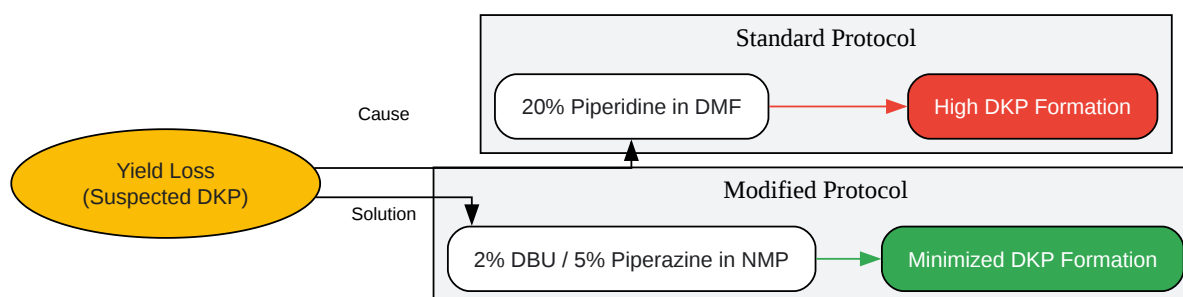 Standard Protocol
20% Piperidine in DMF
High DKP Formation
Cause
Yield Loss
(Suspected DKP)
Solution
Modified Protocol
2% DBU / 5% Piperazine in NMP
Minimized DKP Formation